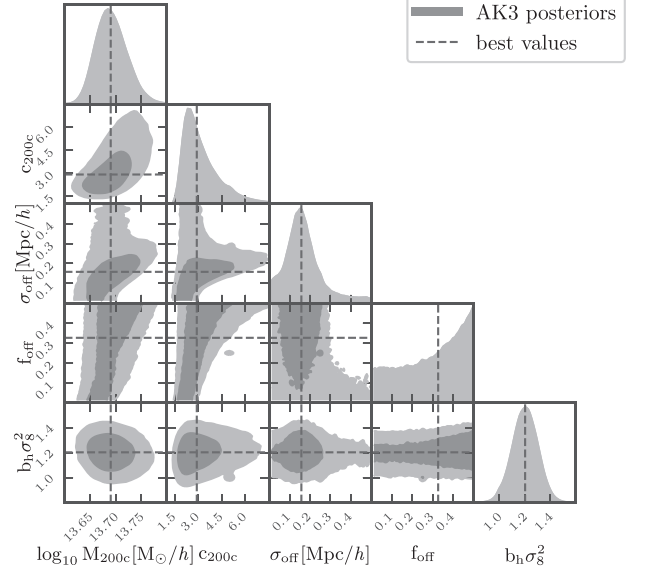 AK3 posteriors
best values
c200c
6.0
4.5
3.0
1.5
σoff[Mpc/h]
0.4
0.3
0.2
0.1
foff
0.4
0.3
0.2
0.1
bhσ8²
1.4
1.2
1.0
13.65 13.70 13.75 1.5 3.0 4.5 6.0 0.1 0.2 0.3 0.4 0.1 0.2 0.3 0.4 1.0 1.2 1.4
log10 M200c[M⊙/h] c200c σoff[Mpc/h] foff bhσ8²